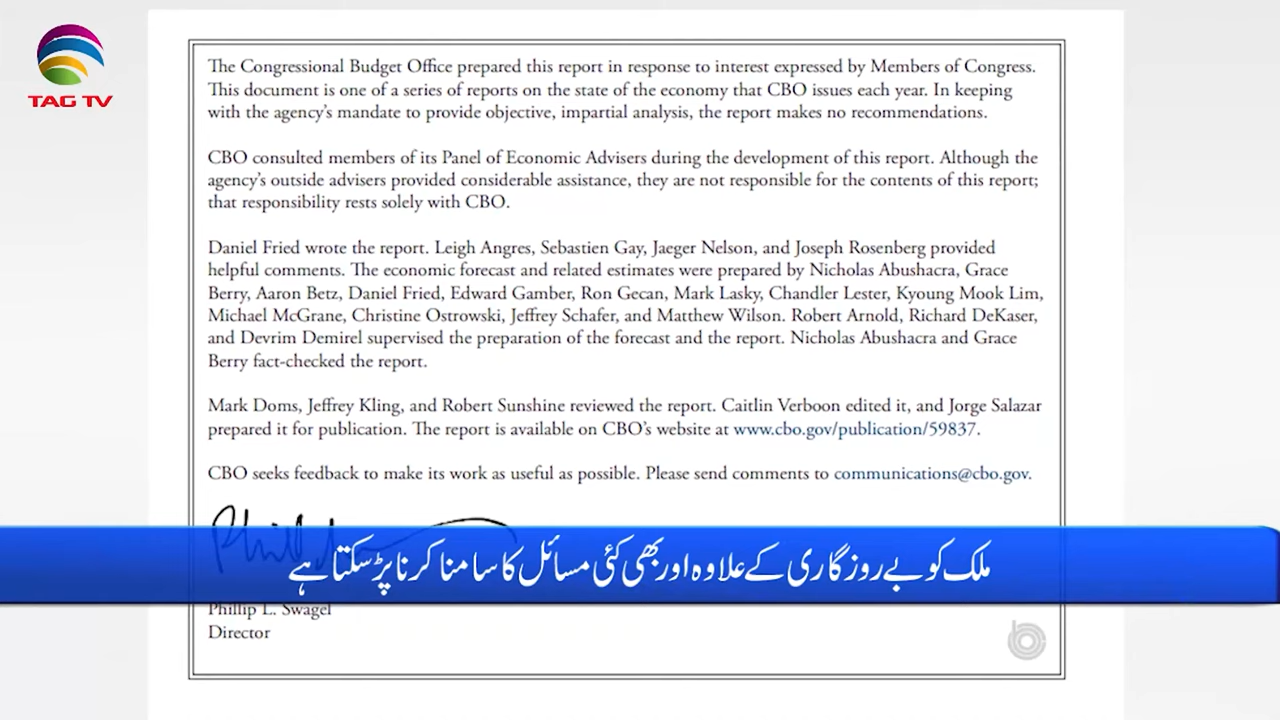 TAG TV
The Congressional Budget Office prepared this report in response to interest expressed by Members of Congress.
This document is one of a series of reports on the state of the economy that CBO issues each year. In keeping
with the agency's mandate to provide objective, impartial analysis, the report makes no recommendations.
CBO consulted members of its Panel of Economic Advisers during the development of this report. Although the
agency's outside advisers provided considerable assistance, they are not responsible for the contents of this report;
that responsibility rests solely with CBO.
Daniel Fried wrote the report. Leigh Angres, Sebastien Gay, Jaeger Nelson, and Joseph Rosenberg provided
helpful comments. The economic forecast and related estimates were prepared by Nicholas Abushacra, Grace
Berry, Aaron Betz, Daniel Fried, Edward Gamber, Ron Gecan, Mark Lasky, Chandler Lester, Kyoung Mook Lim,
Michael McGrane, Christine Ostrowski, Jeffrey Schafer, and Matthew Wilson. Robert Arnold, Richard DeKaser,
and Devrim Demirel supervised the preparation of the forecast and the report. Nicholas Abushacra and Grace
Berry fact-checked the report.
Mark Doms, Jeffrey Kling, and Robert Sunshine reviewed the report. Caitlin Verboon edited it, and Jorge Salazar
prepared it for publication. The report is available on CBO's website at www.cbo.gov/publication/59837.
CBO seeks feedback to make its work as useful as possible. Please send comments to communications@cbo.gov.
ملک کو بے روزگاری کے علاوہ اور بھی کئی مسائل کا سامنا کرنا پڑ سکتا ہے
Phillip L. Swagel
Director